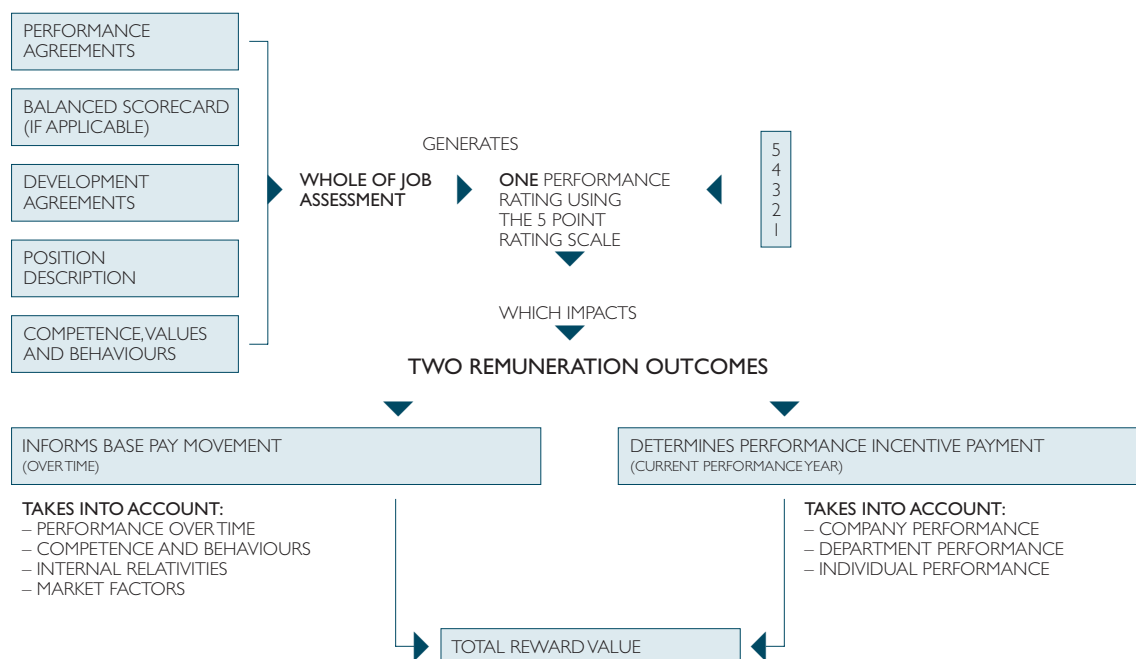 PERFORMANCE
AGREEMENTS
BALANCED SCORECARD
(IF APPLICABLE)
DEVELOPMENT
AGREEMENTS
POSITION
DESCRIPTION
COMPETENCE, VALUES
AND BEHAVIOURS
WHOLE OF JOB
ASSESSMENT
GENERATES
ONE PERFORMANCE
RATING USING
THE 5 POINT
RATING SCALE
5
4
3
2
1
WHICH IMPACTS
TWO REMUNERATION OUTCOMES
INFORMS BASE PAY MOVEMENT
(OVER TIME)
TAKES INTO ACCOUNT:
– PERFORMANCE OVER TIME
– COMPETENCE AND BEHAVIOURS
– INTERNAL RELATIVITIES
– MARKET FACTORS
DETERMINES PERFORMANCE INCENTIVE PAYMENT
(CURRENT PERFORMANCE YEAR)
TAKES INTO ACCOUNT:
– COMPANY PERFORMANCE
– DEPARTMENT PERFORMANCE
– INDIVIDUAL PERFORMANCE
TOTAL REWARD VALUE